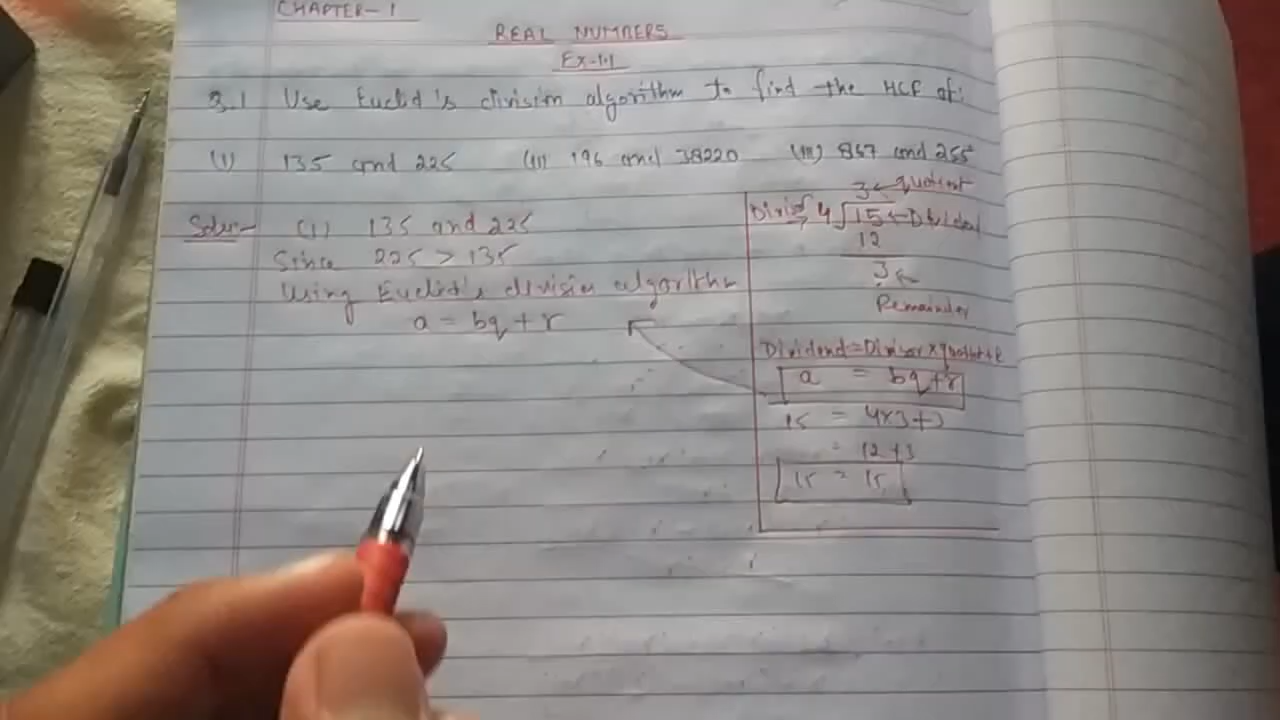 CHAPTER-1
REAL NUMBERS
Ex-1.1
Q.1 Use Euclid's division algorithm to find the HCF of:
(I) 135 and 225 (II) 196 and 38220 (III) 867 and 255
Soln:- (I) 135 and 225
Since 225 > 135
Using Euclid's division algorithm
a = bq + r
3 ← quotient
Divisor → 4 √15 ← Dividend
12
3 ←
Remainder
Dividend = Divisor × quotient + R
a = bq + r
15 = 4×3+3
= 12+3
15 = 15